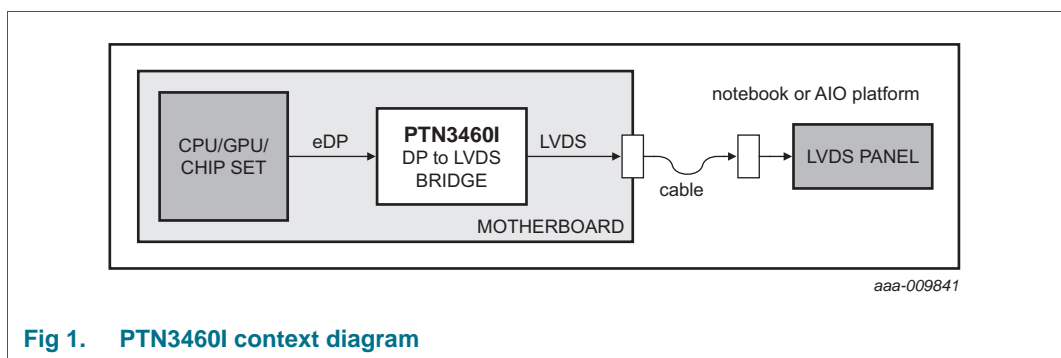 notebook or AIO platform
CPU/GPU/
CHIP SET
eDP
PTN3460I
DP to LVDS
BRIDGE
LVDS
cable
LVDS PANEL
MOTHERBOARD
aaa-009841
Fig 1. PTN3460I context diagram